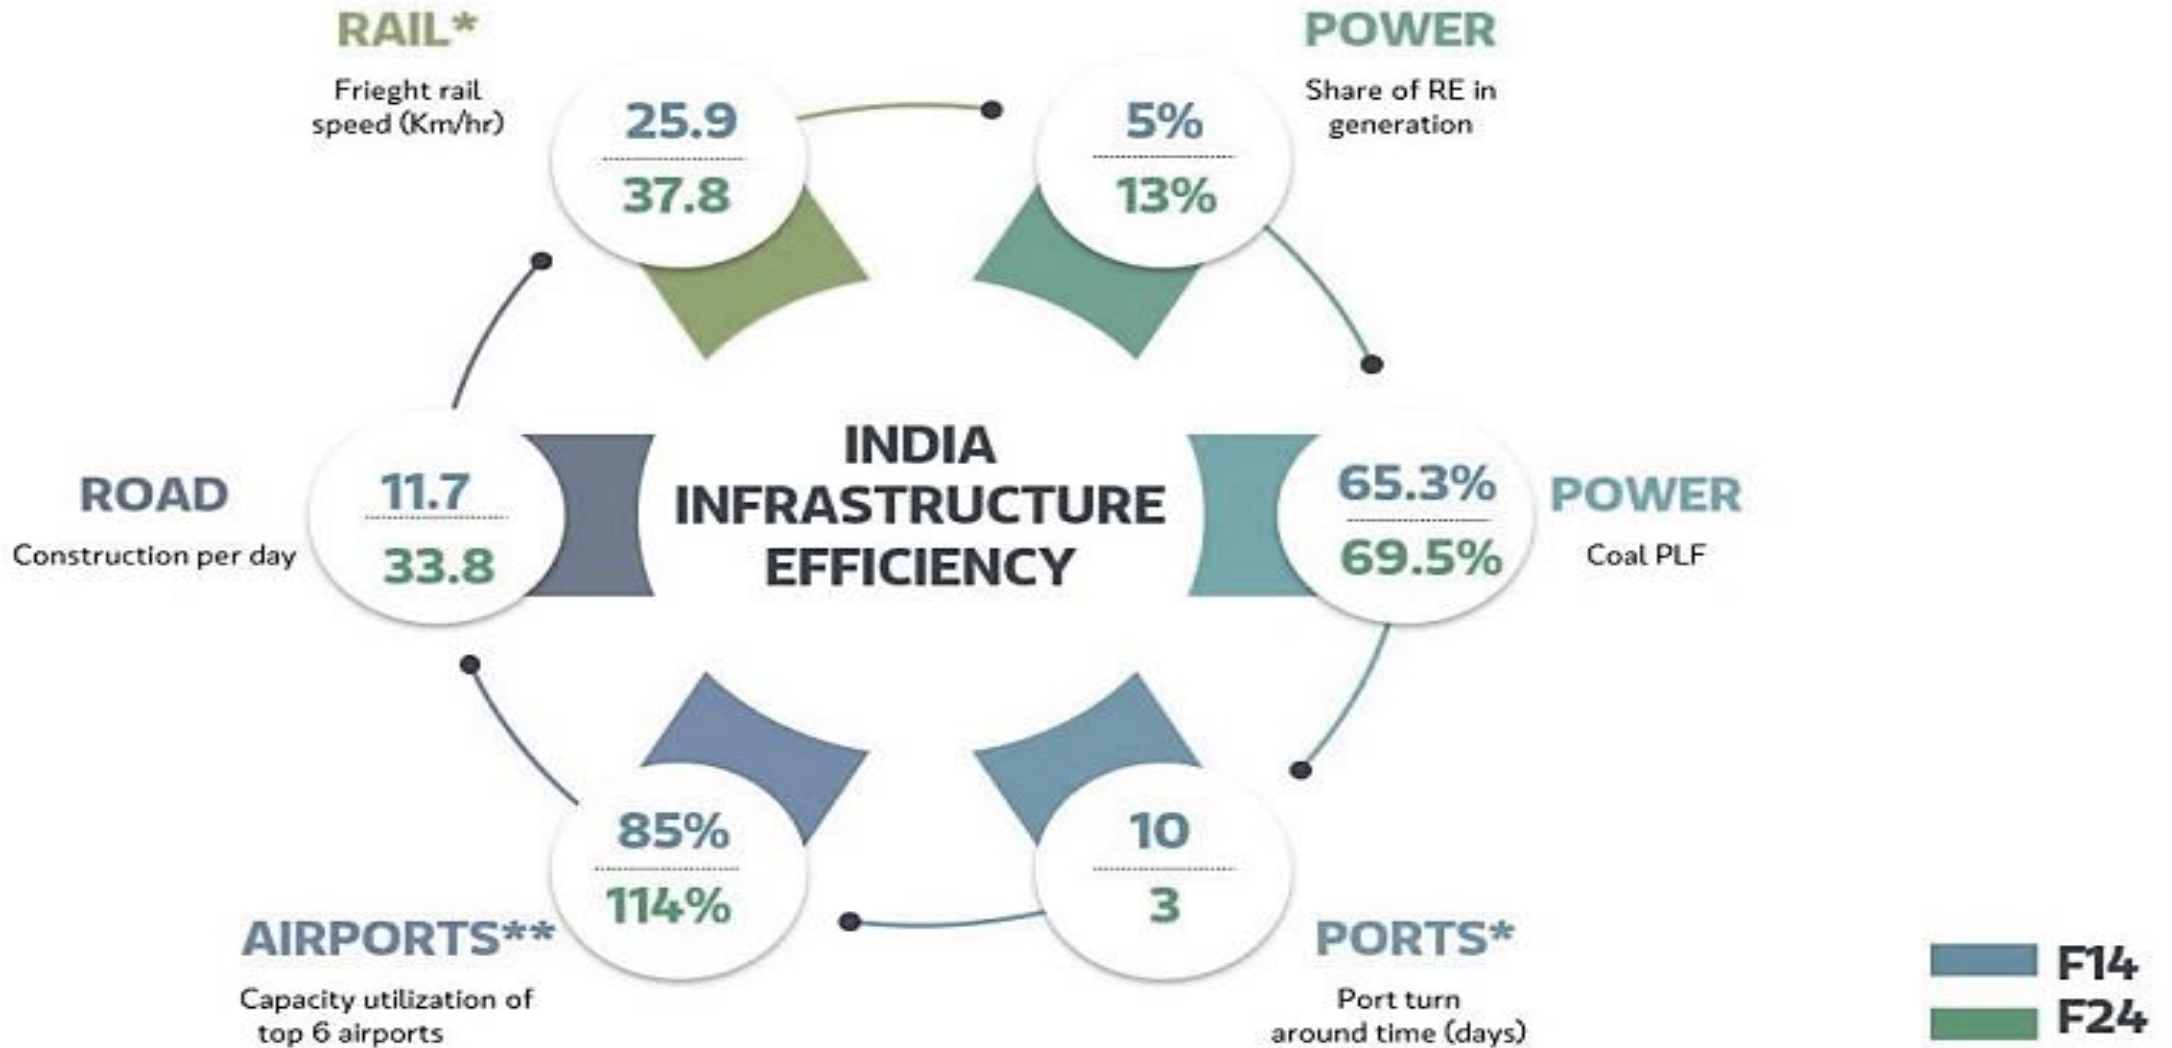 RAIL*
Frieght rail
speed (Km/hr)
25.9
37.8
POWER
Share of RE in
generation
5%
13%
INDIA
INFRASTRUCTURE
EFFICIENCY
ROAD
Construction per day
11.7
33.8
65.3%
69.5%
POWER
Coal PLF
85%
114%
AIRPORTS**
Capacity utilization of
top 6 airports
10
3
PORTS*
Port turn
around time (days)
F14
F24